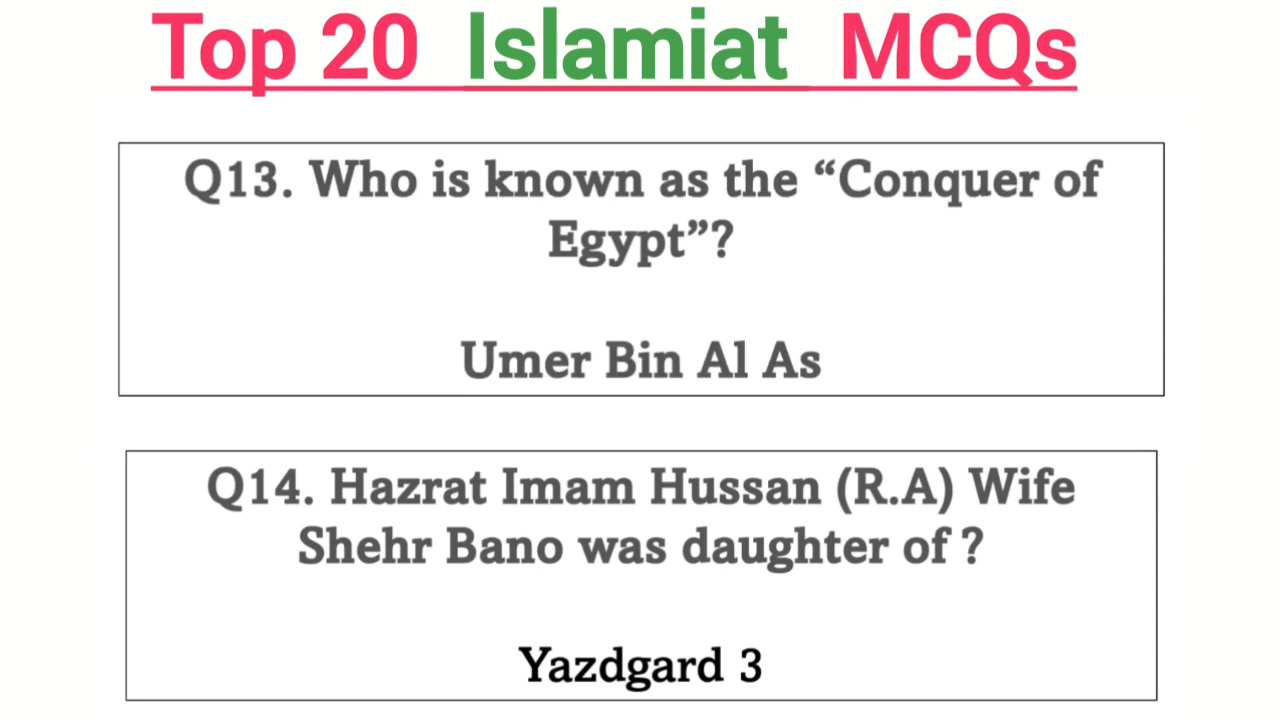 Top 20 Islamiat MCQs
Q13. Who is known as the “Conquer of
Egypt”?
Umer Bin Al As
Q14. Hazrat Imam Hussan (R.A) Wife
Shehr Bano was daughter of ?
Yazdgard 3